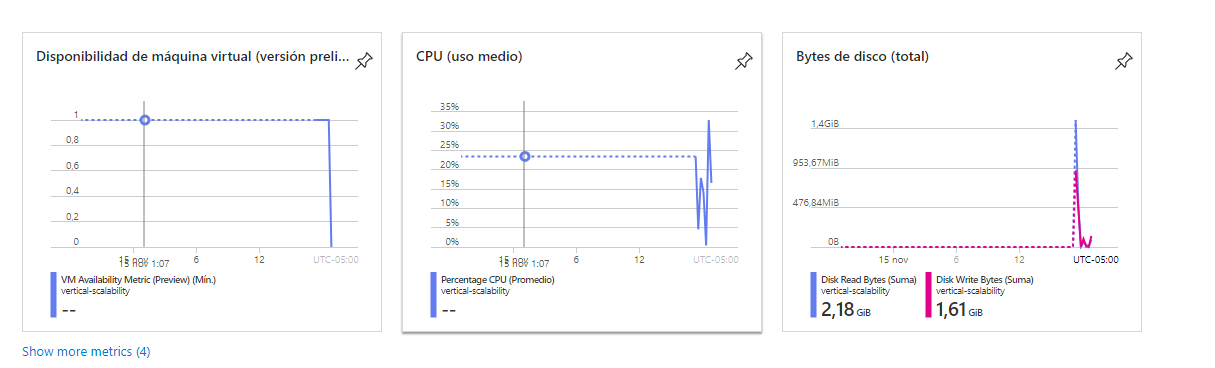 Disponibilidad de máquina virtual (versión preli...
1
0,8
0,6
0,4
0,2
0
15 nov
15 nov 1:07
6
12
UTC-05:00
VM Availability Metric (Preview) (Mín.)
vertical-scalability
--
CPU (uso medio)
35%
30%
25%
20%
15%
10%
5%
0%
15 nov
15 nov 1:07
6
12
UTC-05:00
Percentage CPU (Promedio)
vertical-scalability
--
Bytes de disco (total)
1,4GiB
953,67MiB
476,84MiB
0B
15 nov
6
12
UTC-05:00
Disk Read Bytes (Suma)
vertical-scalability
2,18 GiB
Disk Write Bytes (Suma)
vertical-scalability
1,61 GiB
Show more metrics (4)